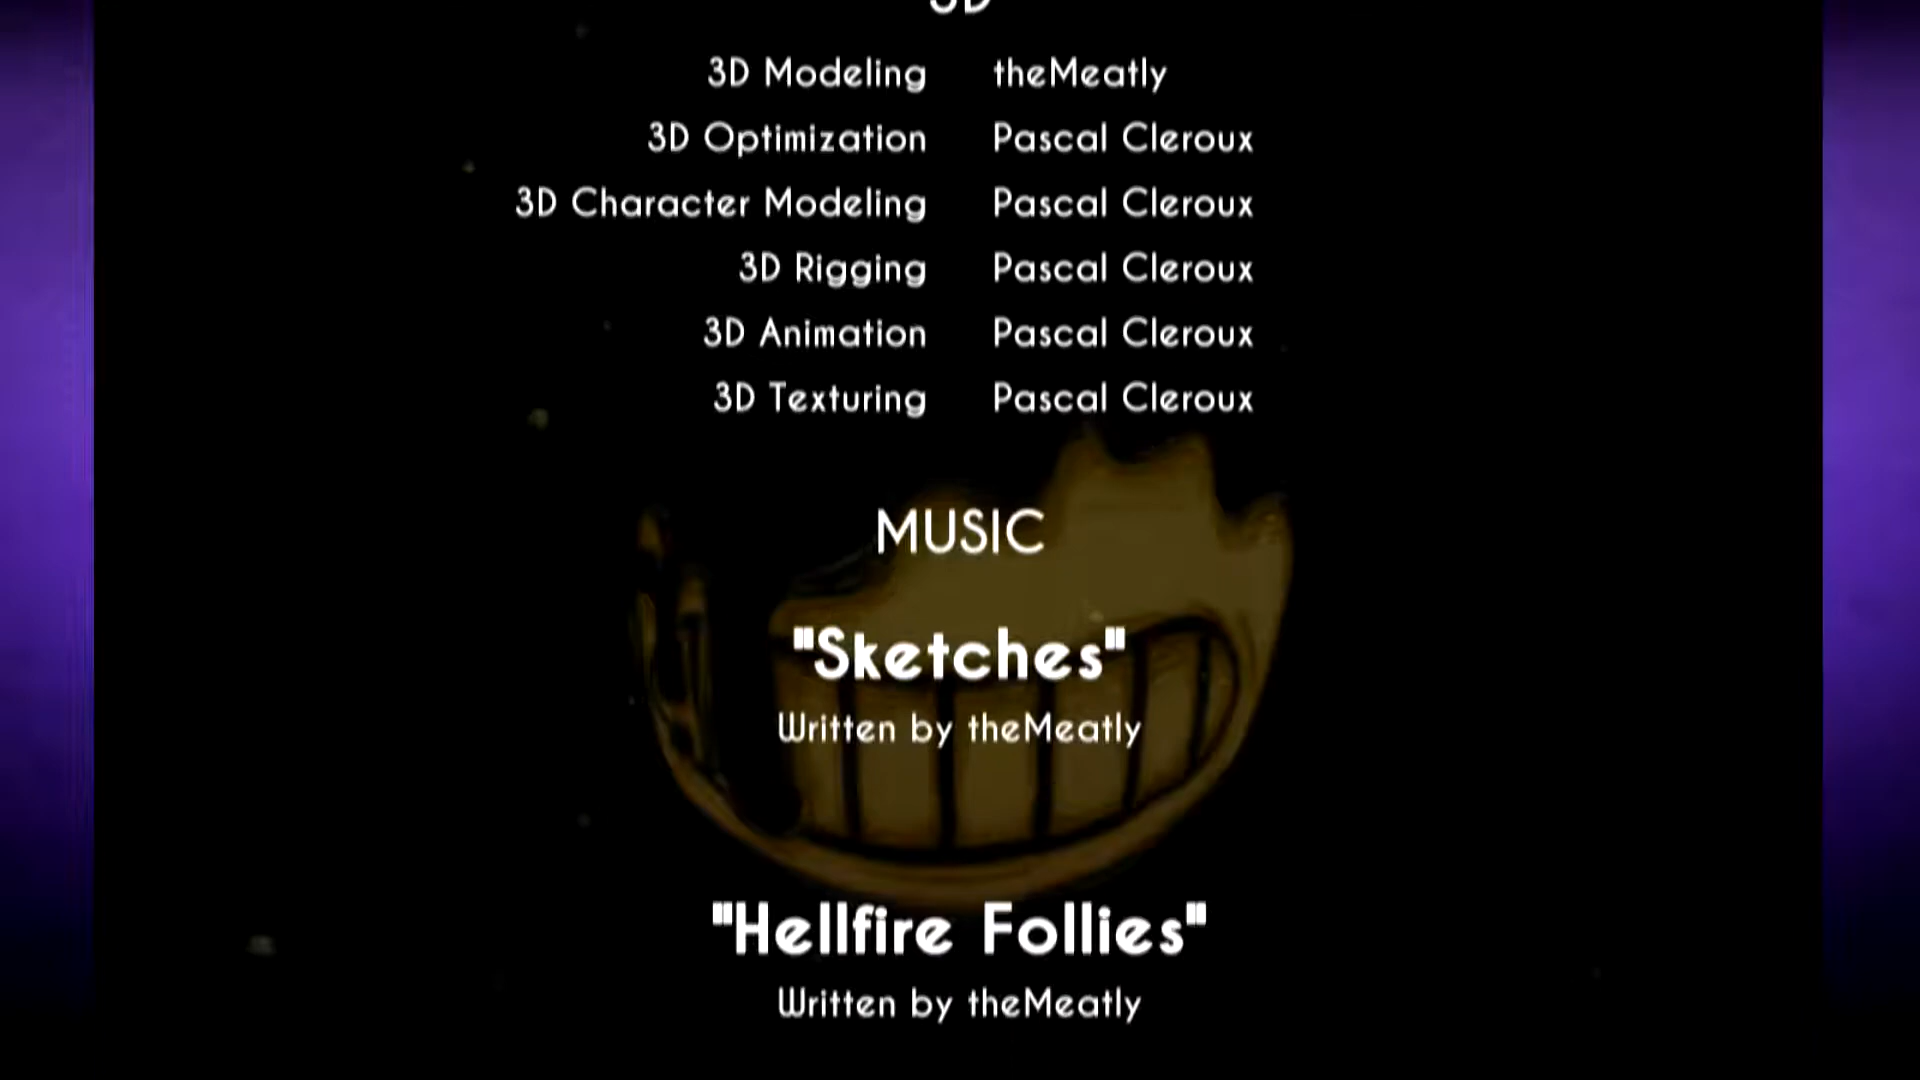 3D
3D Modeling theMeatly
3D Optimization Pascal Cleroux
3D Character Modeling Pascal Cleroux
3D Rigging Pascal Cleroux
3D Animation Pascal Cleroux
3D Texturing Pascal Cleroux
MUSIC
"Sketches"
Written by theMeatly
"Hellfire Follies"
Written by theMeatly